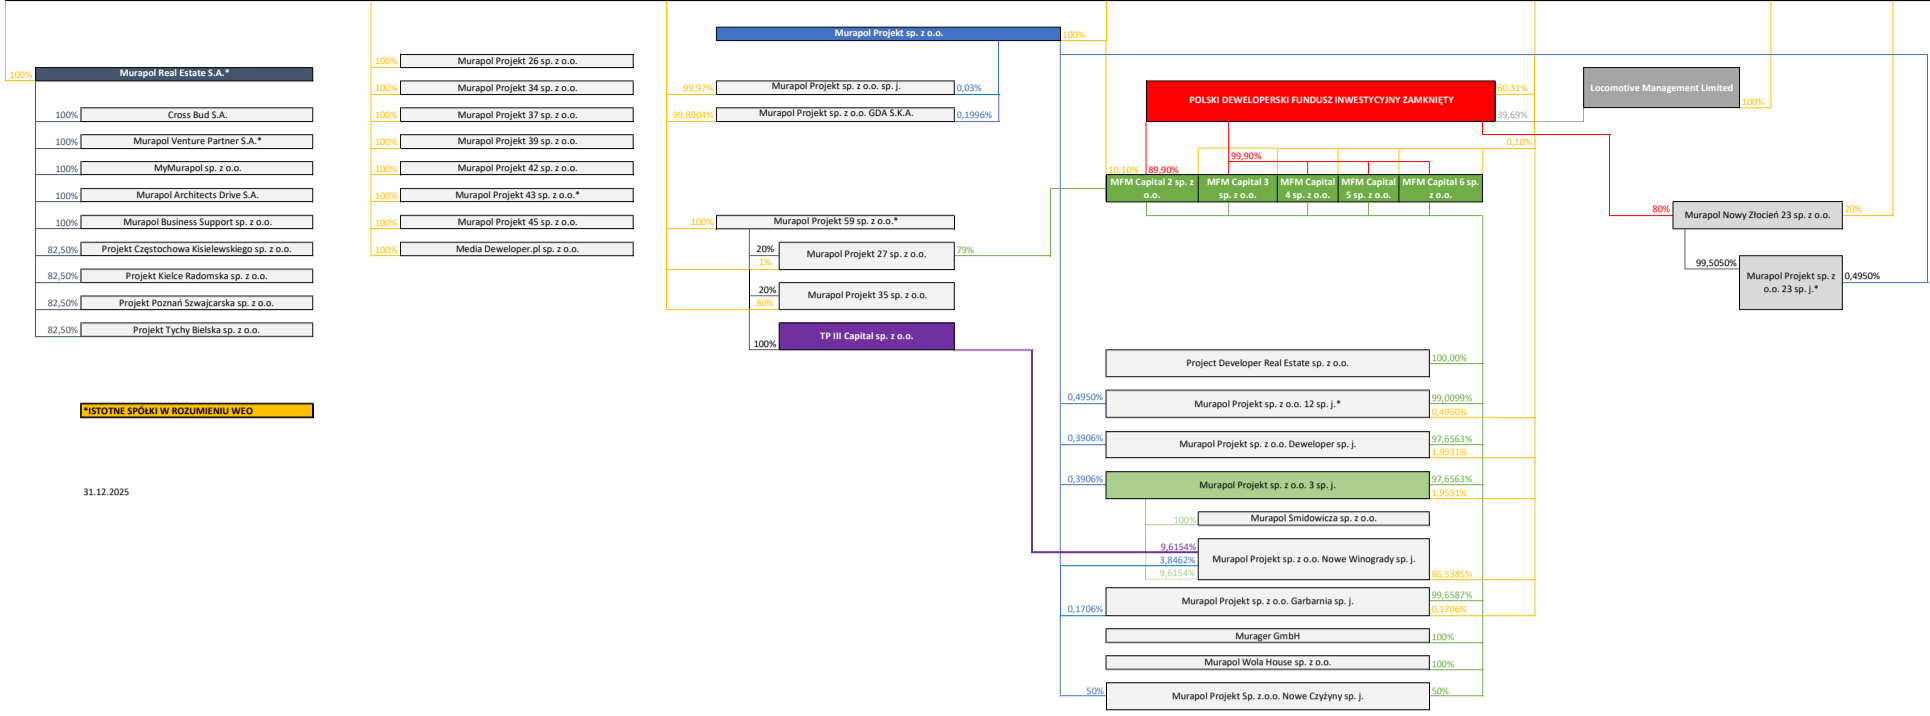 Murapol Projekt sp. z o.o.
100%
100%
Murapol Real Estate S.A.*
100%
Cross Bud S.A.
100%
Murapol Venture Partner S.A.*
100%
MyMurapol sp. z o.o.
100%
Murapol Architects Drive S.A.
100%
Murapol Business Support sp. z o.o.
82,50%
Projekt Częstochowa Kisielewskiego sp. z o.o.
82,50%
Projekt Kielce Radomska sp. z o.o.
82,50%
Projekt Poznań Szwajcarska sp. z o.o.
82,50%
Projekt Tychy Bielska sp. z o.o.
*ISTOTNE SPÓŁKI W ROZUMIENIU WEO
31.12.2025
100%
Murapol Projekt 26 sp. z o.o.
100%
Murapol Projekt 34 sp. z o.o.
100%
Murapol Projekt 37 sp. z o.o.
100%
Murapol Projekt 39 sp. z o.o.
100%
Murapol Projekt 42 sp. z o.o.
100%
Murapol Projekt 43 sp. z o.o.*
100%
Murapol Projekt 45 sp. z o.o.
100%
Media Deweloper.pl sp. z o.o.
99,97%
Murapol Projekt sp. z o.o. sp. j.
0,03%
99,8004%
Murapol Projekt sp. z o.o. GDA S.K.A.
0,1996%
100%
Murapol Projekt 59 sp. z o.o.*
20%
1%
Murapol Projekt 27 sp. z o.o.
79%
20%
80%
Murapol Projekt 35 sp. z o.o.
100%
TP III Capital sp. z o.o.
POLSKI DEWELOPERSKI FUNDUSZ INWESTYCYJNY ZAMKNIĘTY
60,31%
39,69%
Locomotive Management Limited
100%
0,10%
99,90%
10,10%
89,90%
MFM Capital 2 sp. z
o.o.
MFM Capital 3
sp. z o.o.
MFM Capital
4 sp. z o.o.
MFM Capital
5 sp. z o.o.
MFM Capital 6 sp.
z o.o.
80%
Murapol Nowy Złocień 23 sp. z o.o.
20%
99,5050%
Murapol Projekt sp. z
o.o. 23 sp. j.*
0,4950%
Project Developer Real Estate sp. z o.o.
100,00%
0,4950%
Murapol Projekt sp. z o.o. 12 sp. j.*
99,0099%
0,4950%
0,3906%
Murapol Projekt sp. z o.o. Deweloper sp. j.
97,6563%
1,9531%
0,3906%
Murapol Projekt sp. z o.o. 3 sp. j.
97,6563%
1,9531%
100%
Murapol Smidowicza sp. z o.o.
9,6154%
3,8462%
9,6154%
Murapol Projekt sp. z o.o. Nowe Winogrady sp. j.
86,5385%
0,1706%
Murapol Projekt sp. z o.o. Garbarnia sp. j.
99,6587%
0,1706%
Murager GmbH
100%
Murapol Wola House sp. z o.o.
100%
50%
Murapol Projekt Sp. z.o.o. Nowe Czyżyny sp. j.
50%